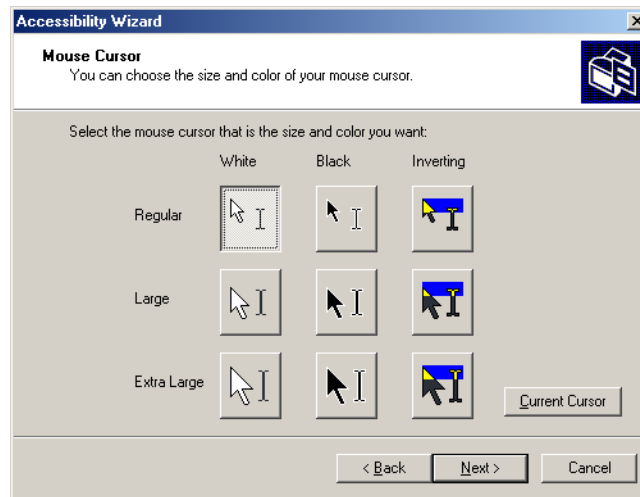 Accessibility Wizard
Mouse Cursor
You can choose the size and color of your mouse cursor.
Select the mouse cursor that is the size and color you want:
White Black Inverting
Regular
Large
Extra Large
Current Cursor
< Back Next > Cancel